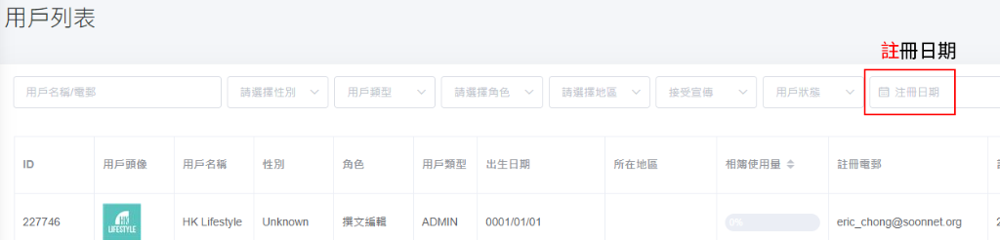 用戶列表
註冊日期
用戶名稱/電郵 請選擇性別 用戶類型 請選擇角色 請選擇地區 接受宣傳 用戶狀態 注冊日期
ID 用戶頭像 用戶名稱 性別 角色 用戶類型 出生日期 所在地區 相簿使用量 註冊電郵
227746 HK LIFESTYLE HK Lifestyle Unknown 撰文編輯 ADMIN 0001/01/01 0% eric_chong@soonnet.org